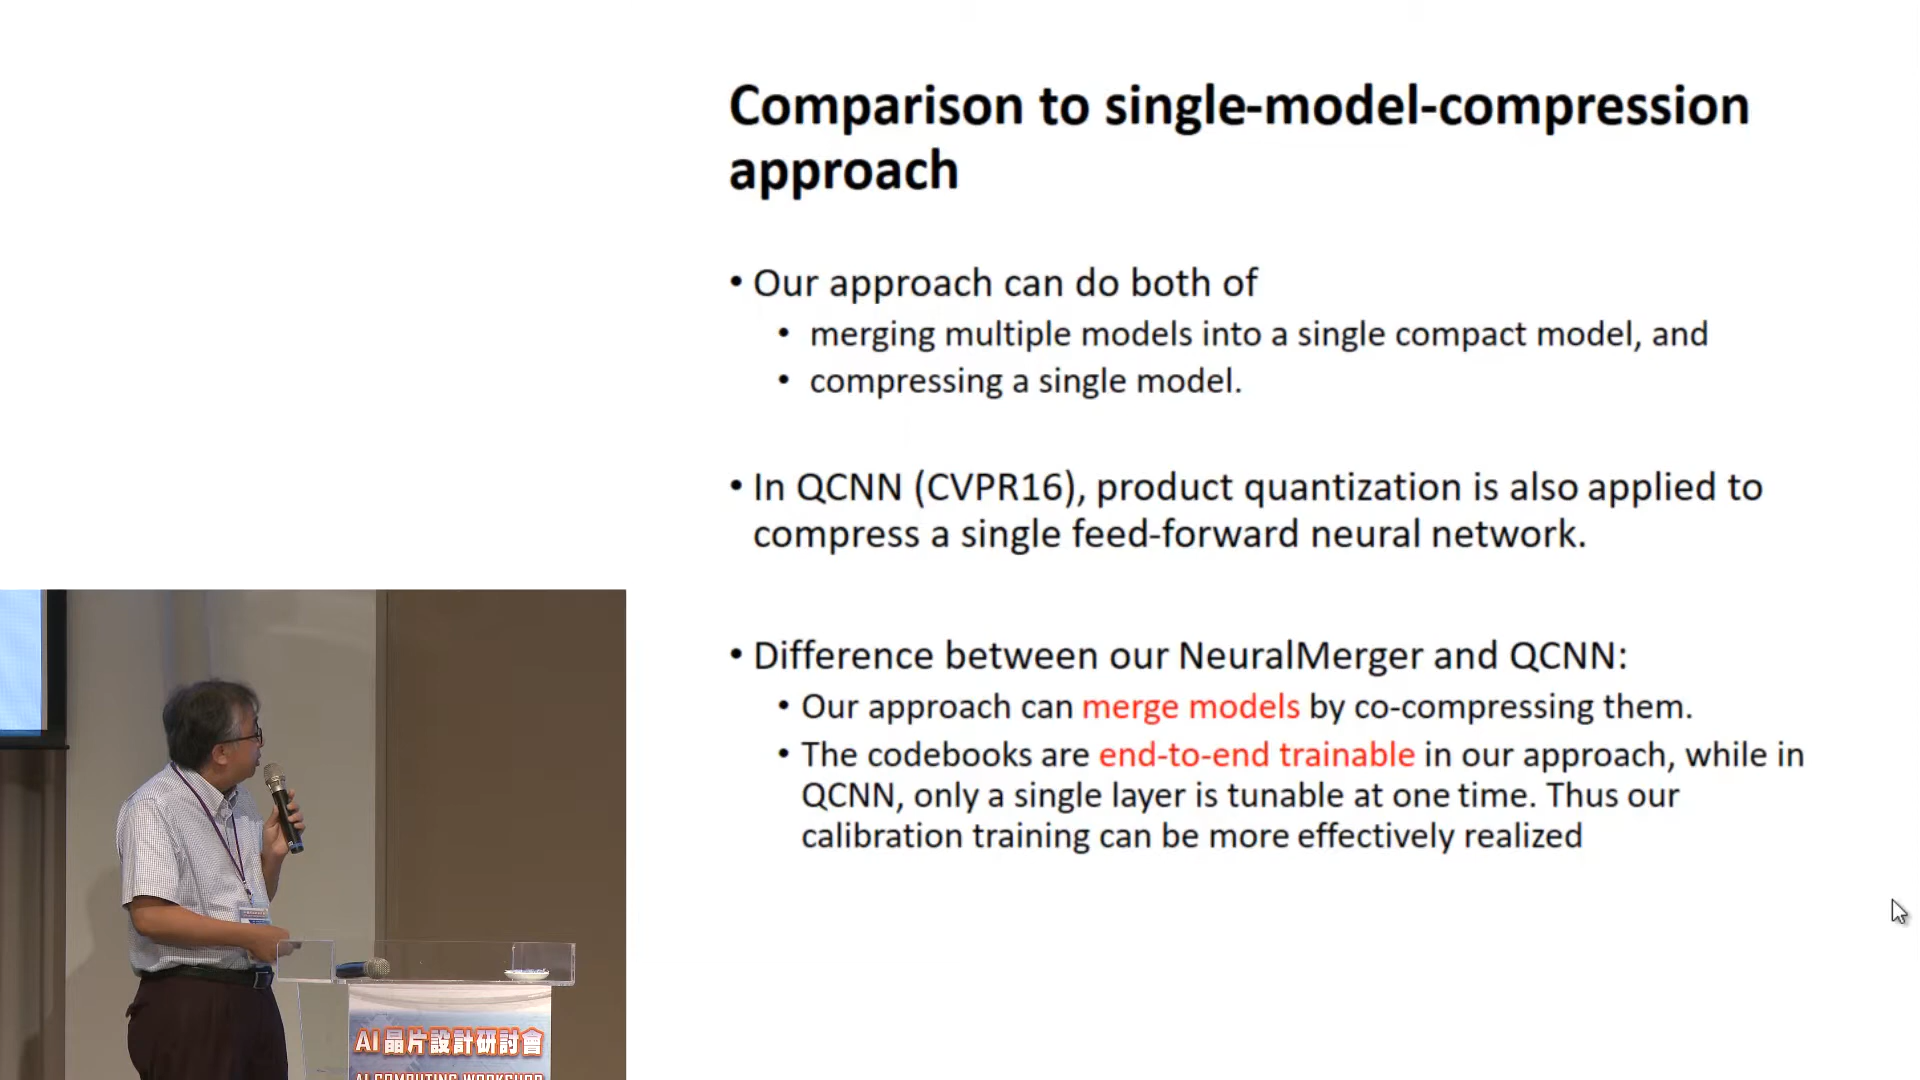 Comparison to single-model-compression
approach
• Our approach can do both of
• merging multiple models into a single compact model, and
• compressing a single model.
• In QCNN (CVPR16), product quantization is also applied to
compress a single feed-forward neural network.
• Difference between our NeuralMerger and QCNN:
• Our approach can merge models by co-compressing them.
• The codebooks are end-to-end trainable in our approach, while in
QCNN, only a single layer is tunable at one time. Thus our
calibration training can be more effectively realized
AI 晶片設計研討會
AI COMPUTING WORKSHOP